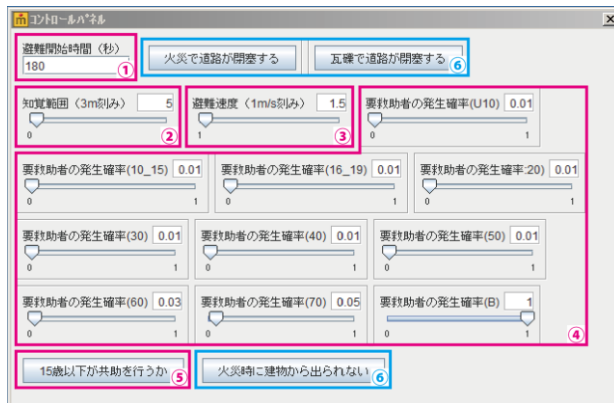 コントロールパネル
避難開始時間（秒）
180
①
火災で道路が閉塞する
瓦礫で道路が閉塞する
⑥
知覚範囲（3m刻み） 5
0
②
避難速度（1m/s刻み） 1.5
1
③
要救助者の発生確率(U10) 0.01
0 1
要救助者の発生確率(10_15) 0.01
0 1
要救助者の発生確率(16_19) 0.01
0 1
要救助者の発生確率:20) 0.01
0 1
要救助者の発生確率(30) 0.01
0 1
要救助者の発生確率(40) 0.01
0 1
要救助者の発生確率(50) 0.01
0 1
要救助者の発生確率(60) 0.03
0 1
要救助者の発生確率(70) 0.05
0 1
要救助者の発生確率(B) 1
0 1
④
15歳以下が共助を行うか
⑤
火災時に建物から出られない
⑥